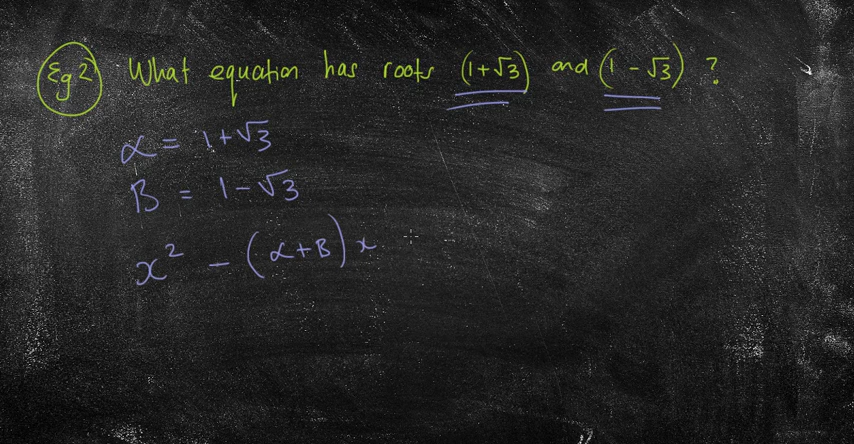 Eg 2 What equation has roots (1+√3) and (1 - √3) ?
α = 1+√3
B = 1-√3
x² - (α+B)x